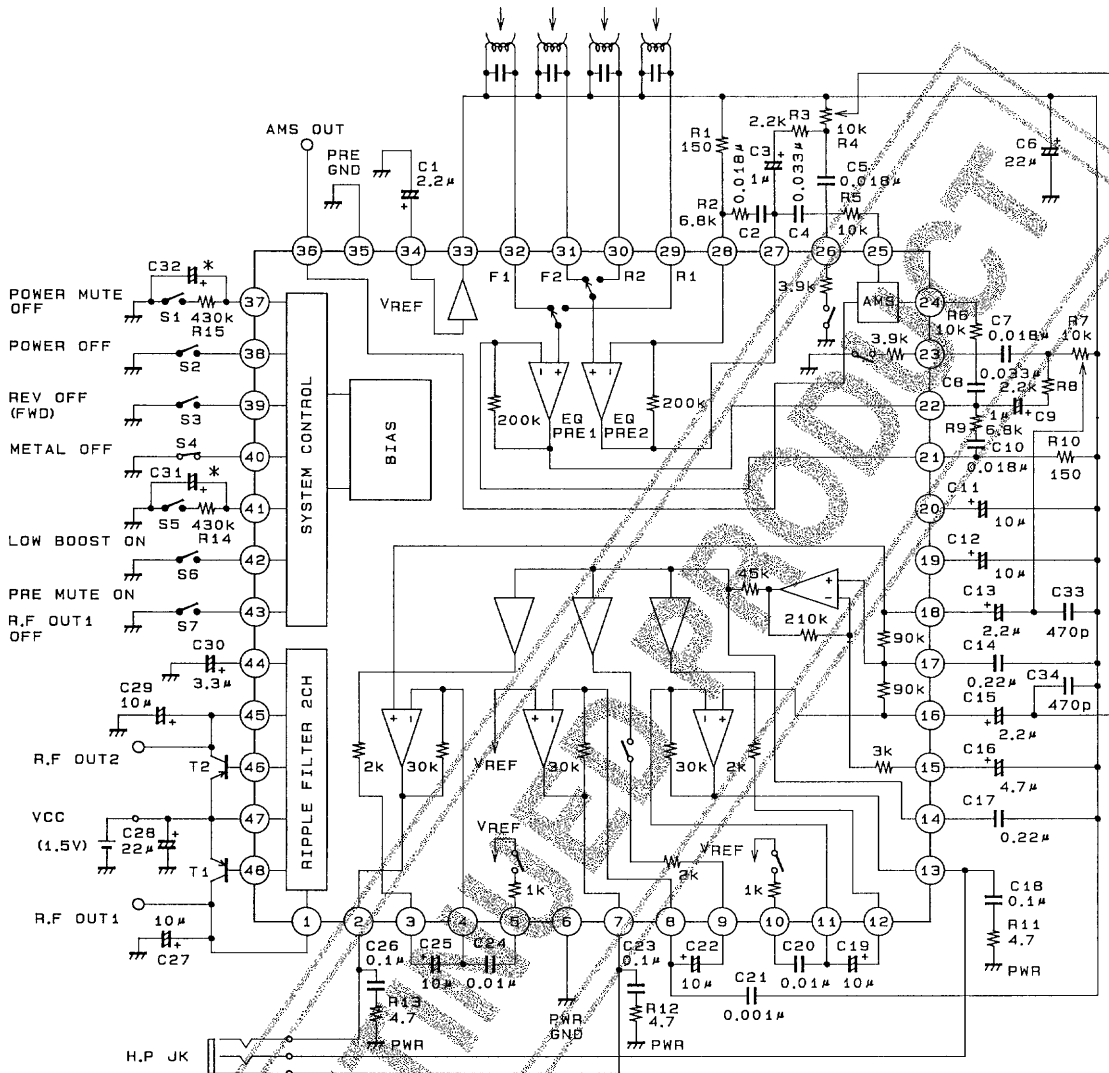 AMS OUT
PRE
GND
C1
2.2μ
R1
150
0.018μ
C3
1μ
2.2k
R3
0.033μ
10k
R4
C5
0.018μ
C6
22μ
R2
6.8k
C2
C4
R5
10k
36
35
34
33
32
31
30
29
28
27
26
25
F1
F2
R2
R1
VREF
3.9k
AMS
C32
*
POWER MUTE
OFF
S1
430k
R15
37
POWER OFF
S2
38
REV OFF
(FWD)
S3
39
METAL OFF
S4
40
C31
*
S5
430k
R14
41
LOW BOOST ON
S6
42
PRE MUTE ON
R.F OUT1
OFF
S7
43
SYSTEM CONTROL
BIAS
200k
EQ
PRE1
EQ
PRE2
200k
24
R6
10k
C7
0.018μ
R7
10k
3.9k
23
0.033μ
C8
2.2k
R8
22
1μ
C9
R9
6.8k
C10
0.018μ
R10
150
21
C11
10μ
20
C12
10μ
19
45k
210k
18
C13
2.2μ
C33
470p
90k
17
C14
0.22μ
C34
470p
90k
16
C15
2.2μ
3k
15
C16
4.7μ
14
C17
0.22μ
13
C18
0.1μ
R11
4.7
PWR
C30
3.3μ
44
C29
10μ
45
R.F OUT2
T2
46
VCC
(1.5V)
C28
22μ
47
T1
48
R.F OUT1
10μ
C27
RIPPLE FILTER 2CH
2k
30k
VREF
30k
30k
2k
VREF
1k
2k
VREF
1k
1
2
3
4
5
6
7
8
9
10
11
12
C26
0.1μ
C25
10μ
C24
0.01μ
C23
0.1μ
C22
10μ
C20
0.01μ
C19
10μ
C21
0.001μ
R13
4.7
PWR
PWR
GND
R12
4.7
PWR
H.P JK